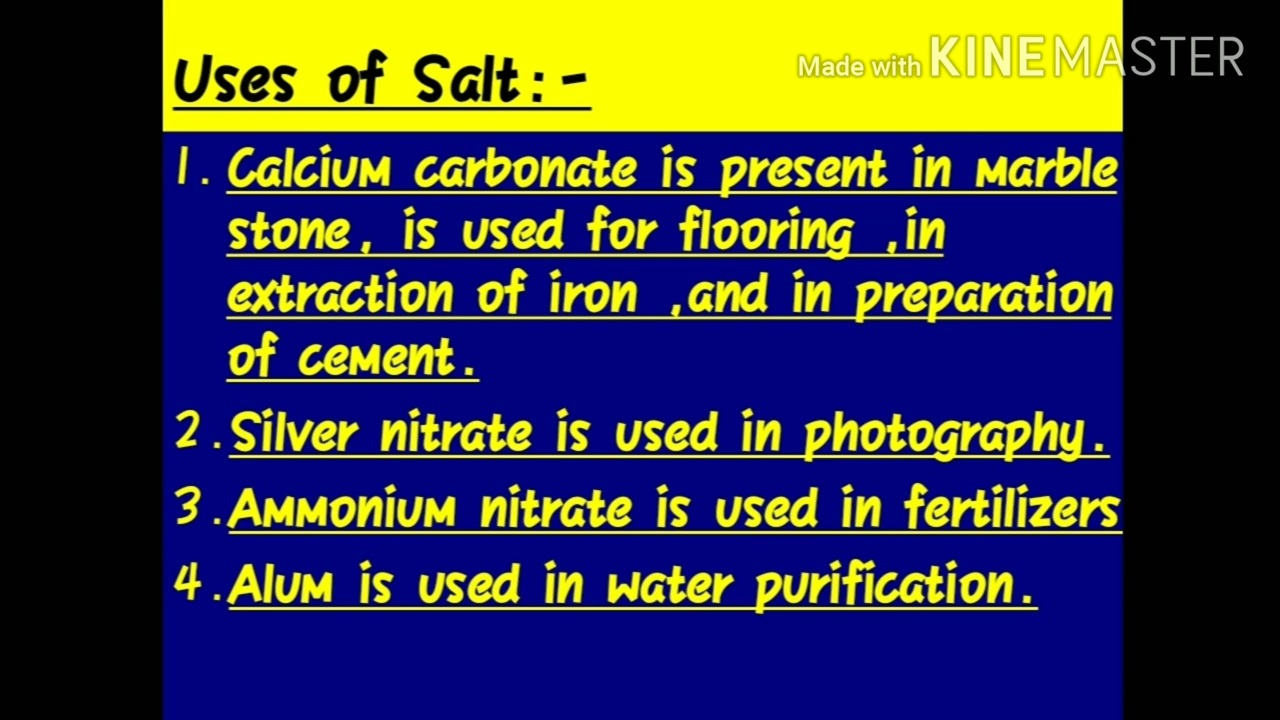 Uses of Salt:-
Made with KINEMASTER
1. Calcium carbonate is present in marble
stone, is used for flooring ,in
extraction of iron ,and in preparation
of cement.
2. Silver nitrate is used in photography.
3. Ammonium nitrate is used in fertilizers
4. Alum is used in water purification.